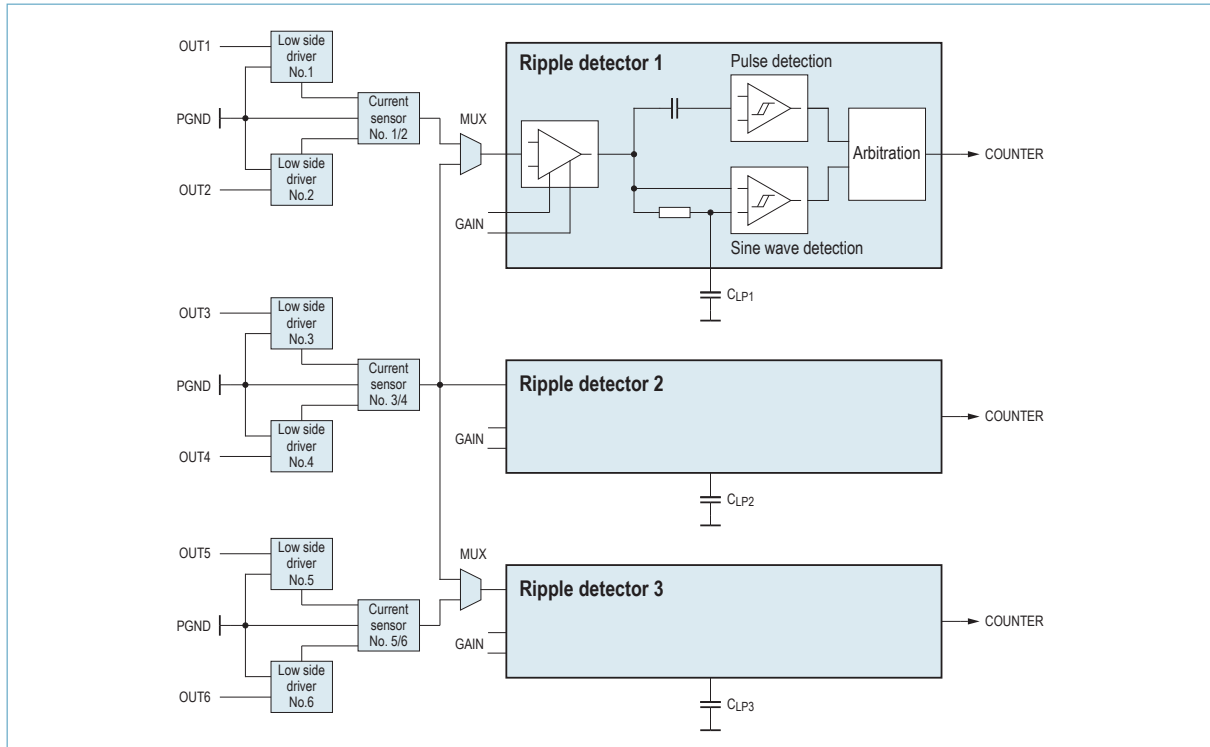 OUT1
Low side
driver
No.1
PGND
Current
sensor
No. 1/2
Low side
driver
No.2
OUT2
MUX
GAIN
Ripple detector 1
Pulse detection
Arbitration
COUNTER
Sine wave detection
CLP1
OUT3
Low side
driver
No.3
PGND
Current
sensor
No. 3/4
Low side
driver
No.4
OUT4
Ripple detector 2
GAIN
COUNTER
CLP2
OUT5
Low side
driver
No.5
PGND
Current
sensor
No. 5/6
Low side
driver
No.6
OUT6
MUX
Ripple detector 3
GAIN
COUNTER
CLP3